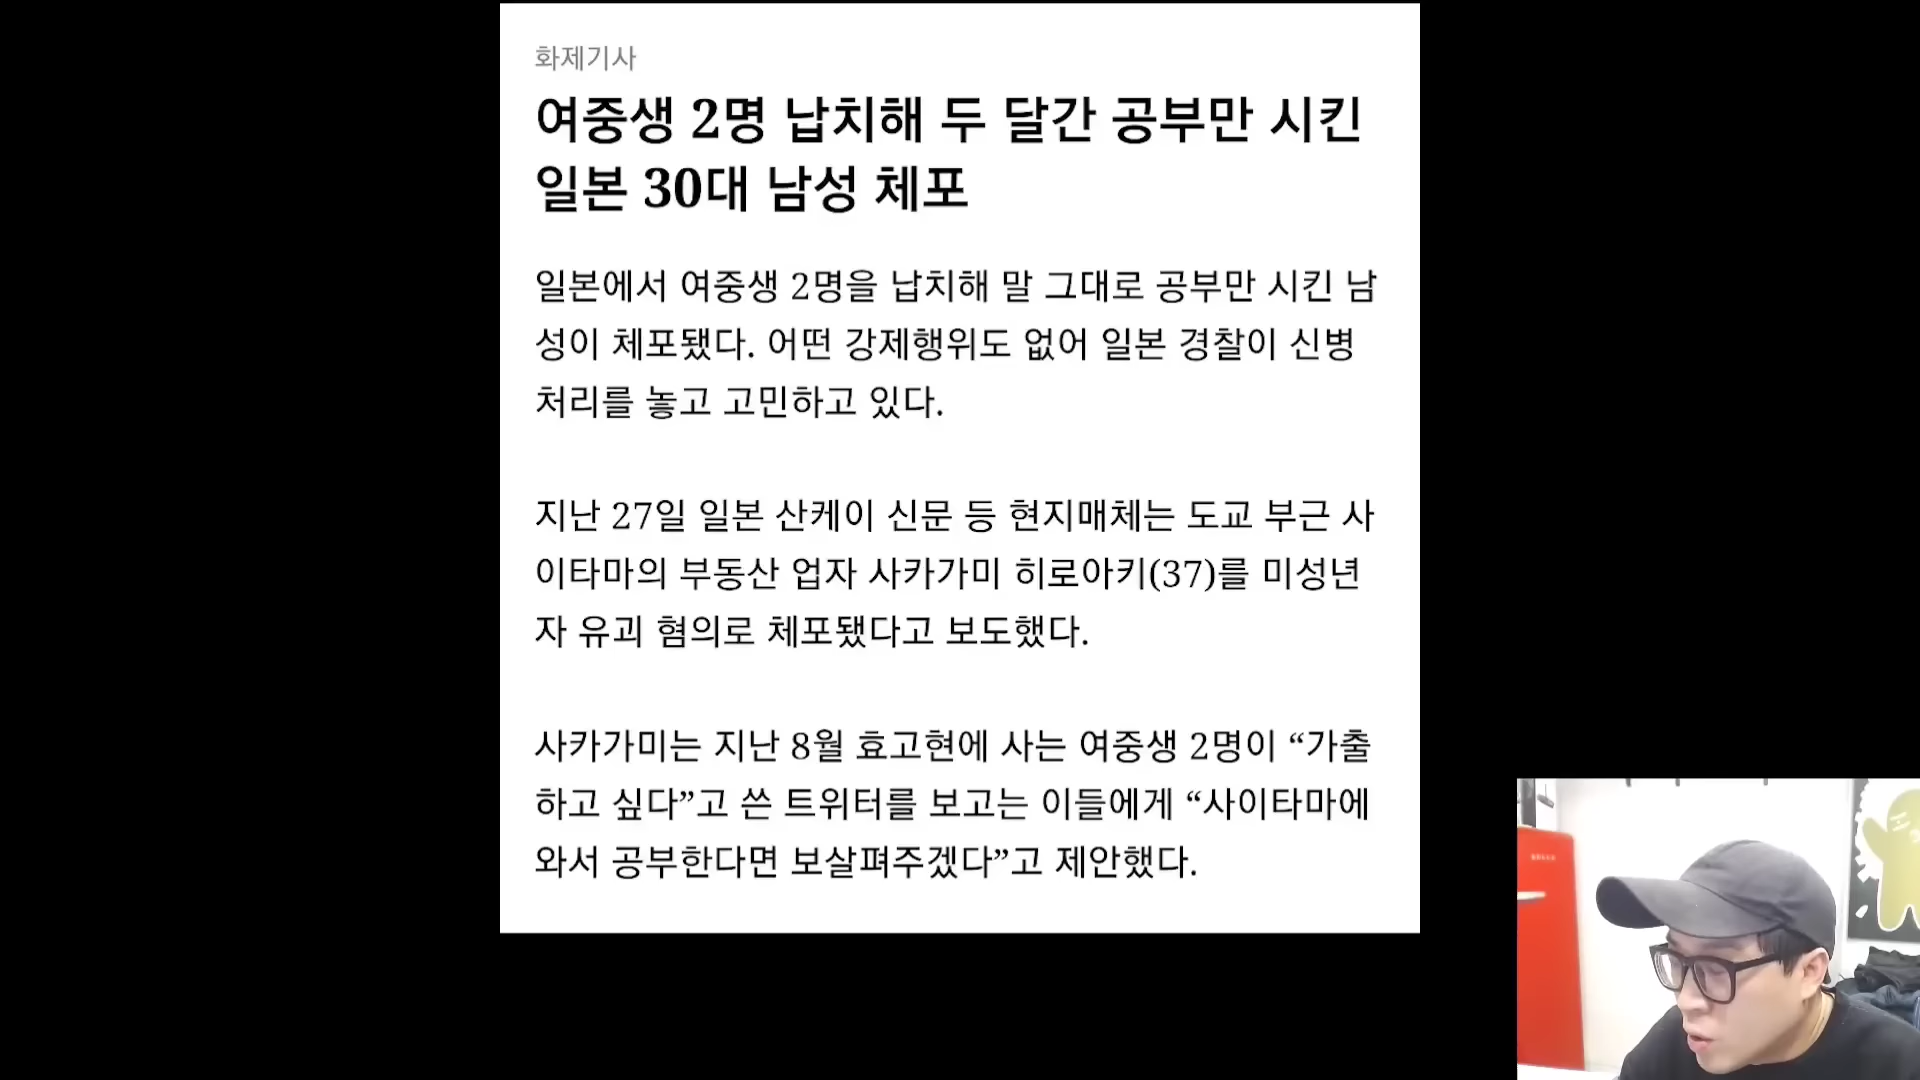 화제기사
여중생 2명 납치해 두 달간 공부만 시킨
일본 30대 남성 체포
일본에서 여중생 2명을 납치해 말 그대로 공부만 시킨 남
성이 체포됐다. 어떤 강제행위도 없어 일본 경찰이 신병
처리를 놓고 고민하고 있다.
지난 27일 일본 산케이 신문 등 현지매체는 도교 부근 사
이타마의 부동산 업자 사카가미 히로아키(37)를 미성년
자 유괴 혐의로 체포됐다고 보도했다.
사카가미는 지난 8월 효고현에 사는 여중생 2명이 “가출
하고 싶다”고 쓴 트위터를 보고는 이들에게 “사이타마에
와서 공부한다면 보살펴주겠다”고 제안했다.